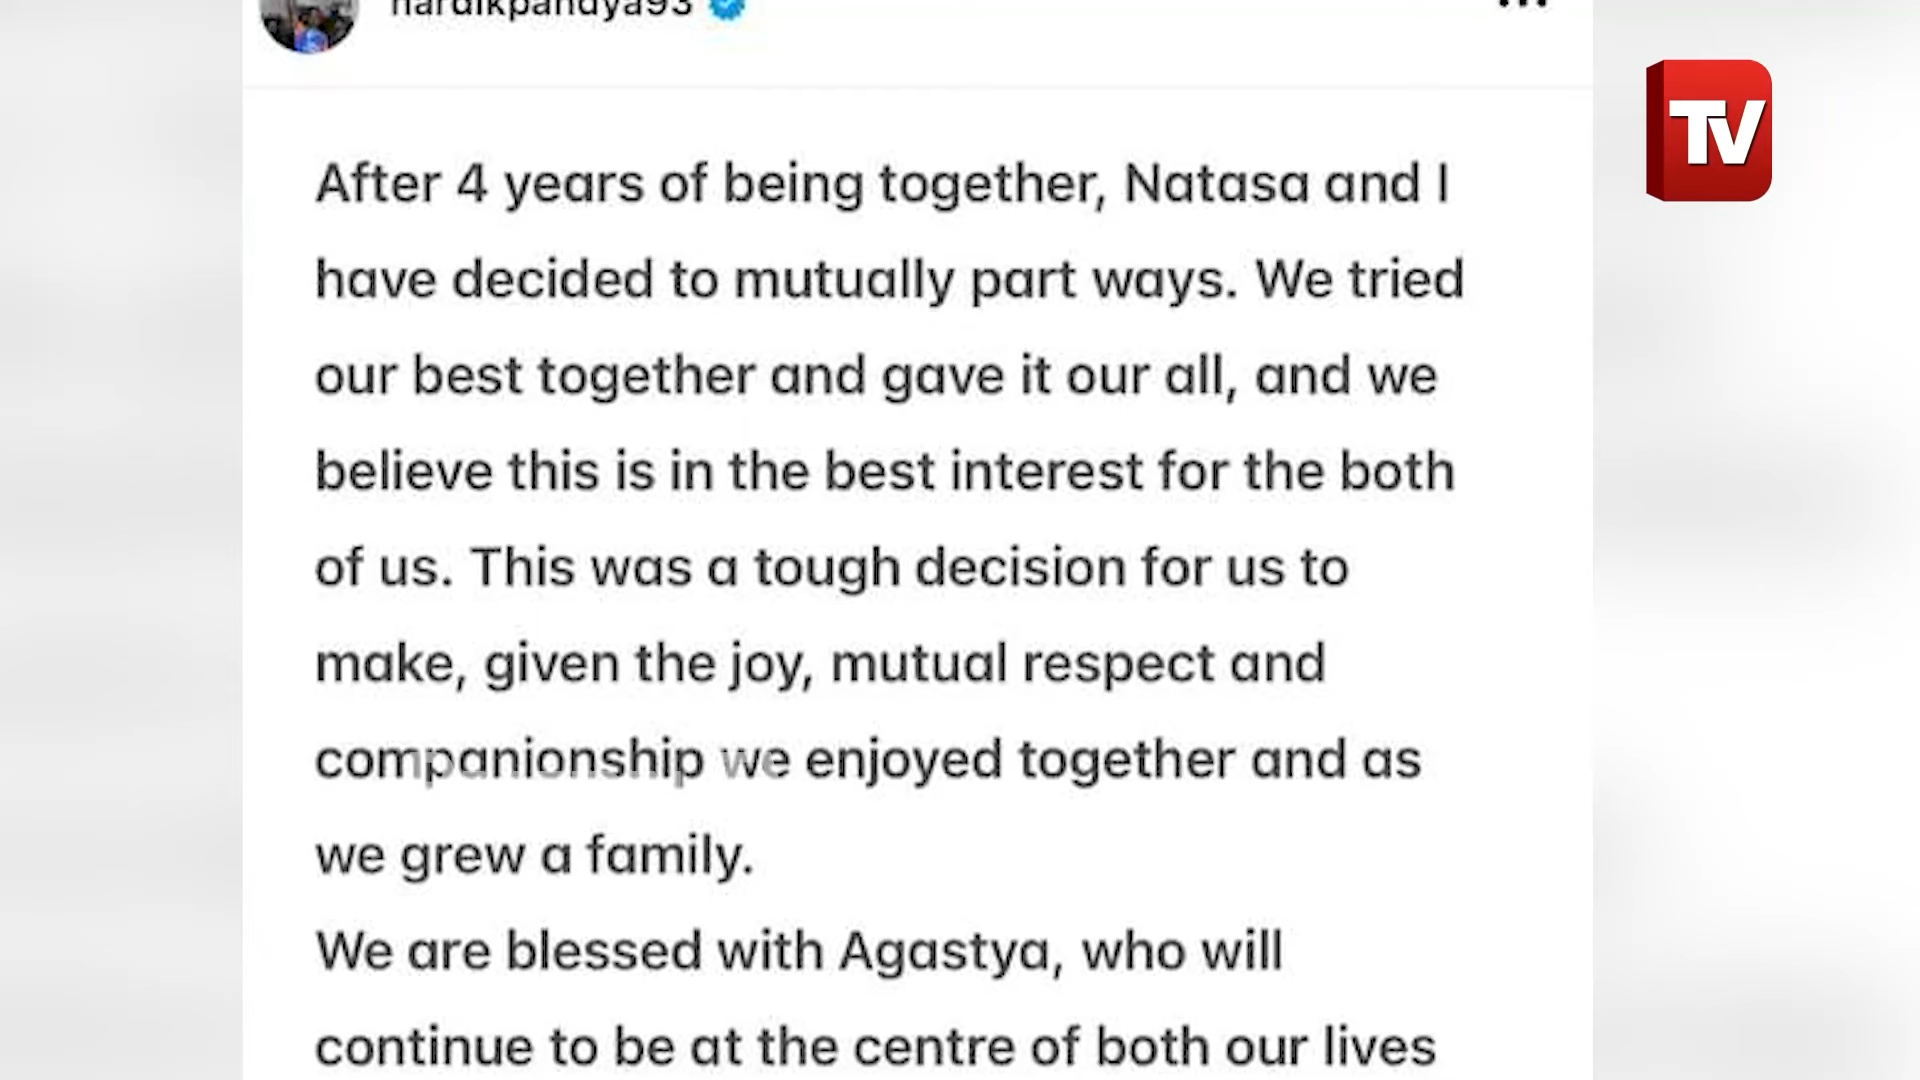 hardikpandya93
TV
After 4 years of being together, Natasa and I
have decided to mutually part ways. We tried
our best together and gave it our all, and we
believe this is in the best interest for the both
of us. This was a tough decision for us to
make, given the joy, mutual respect and
companionship we enjoyed together and as
we grew a family.
We are blessed with Agastya, who will
continue to be at the centre of both our lives